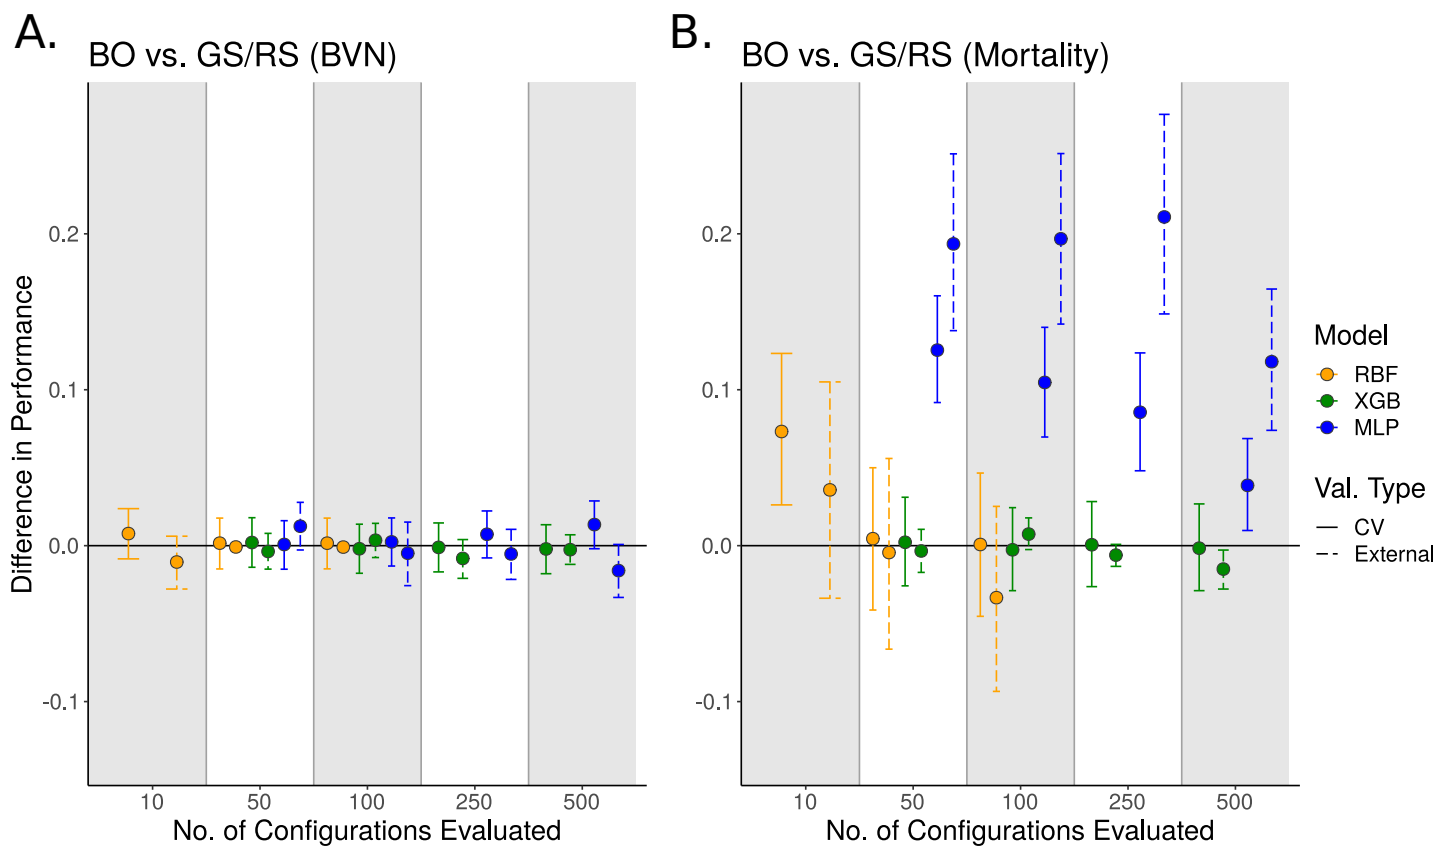 A.
BO vs. GS/RS (BVN)
Difference in Performance
0.2
0.1
0.0
-0.1
10 50 100 250 500
No. of Configurations Evaluated
B.
BO vs. GS/RS (Mortality)
0.2
0.1
0.0
-0.1
10 50 100 250 500
No. of Configurations Evaluated
Model
RBF
XGB
MLP
Val. Type
CV
External